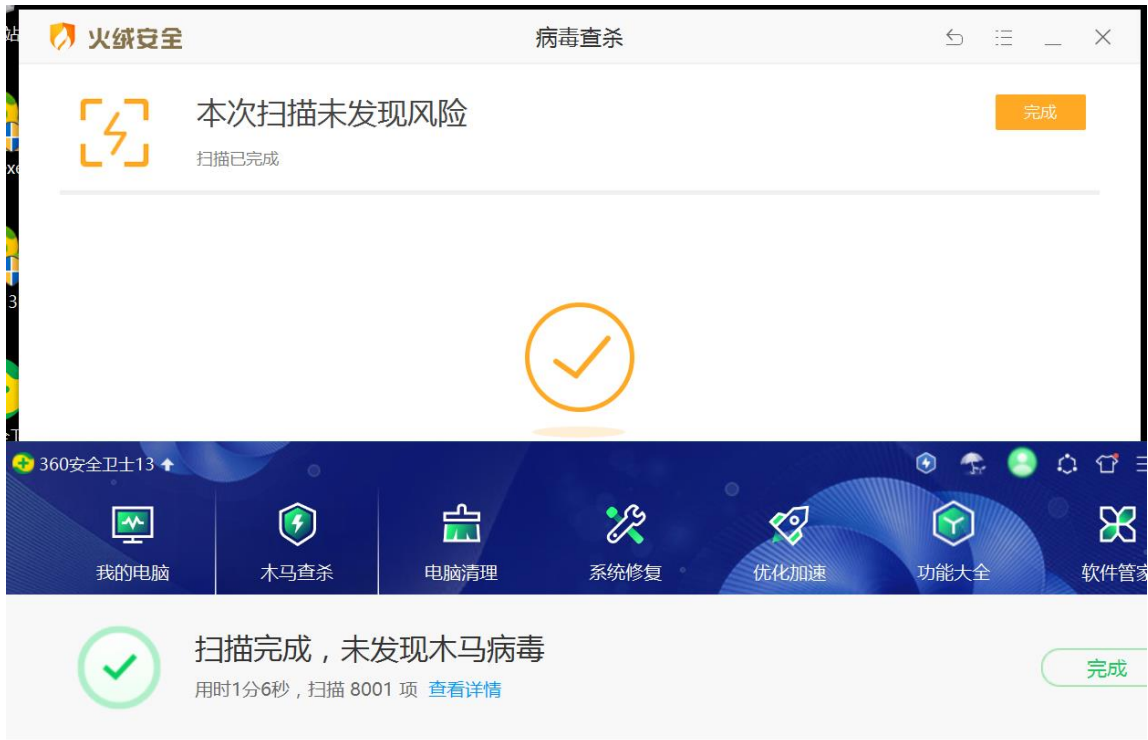 站
火绒安全
病毒查杀
本次扫描未发现风险
完成
扫描已完成
xe
3
360安全卫士13
我的电脑
木马查杀
电脑清理
系统修复
优化加速
功能大全
软件管家
扫描完成，未发现木马病毒
完成
用时1分6秒，扫描 8001 项 查看详情